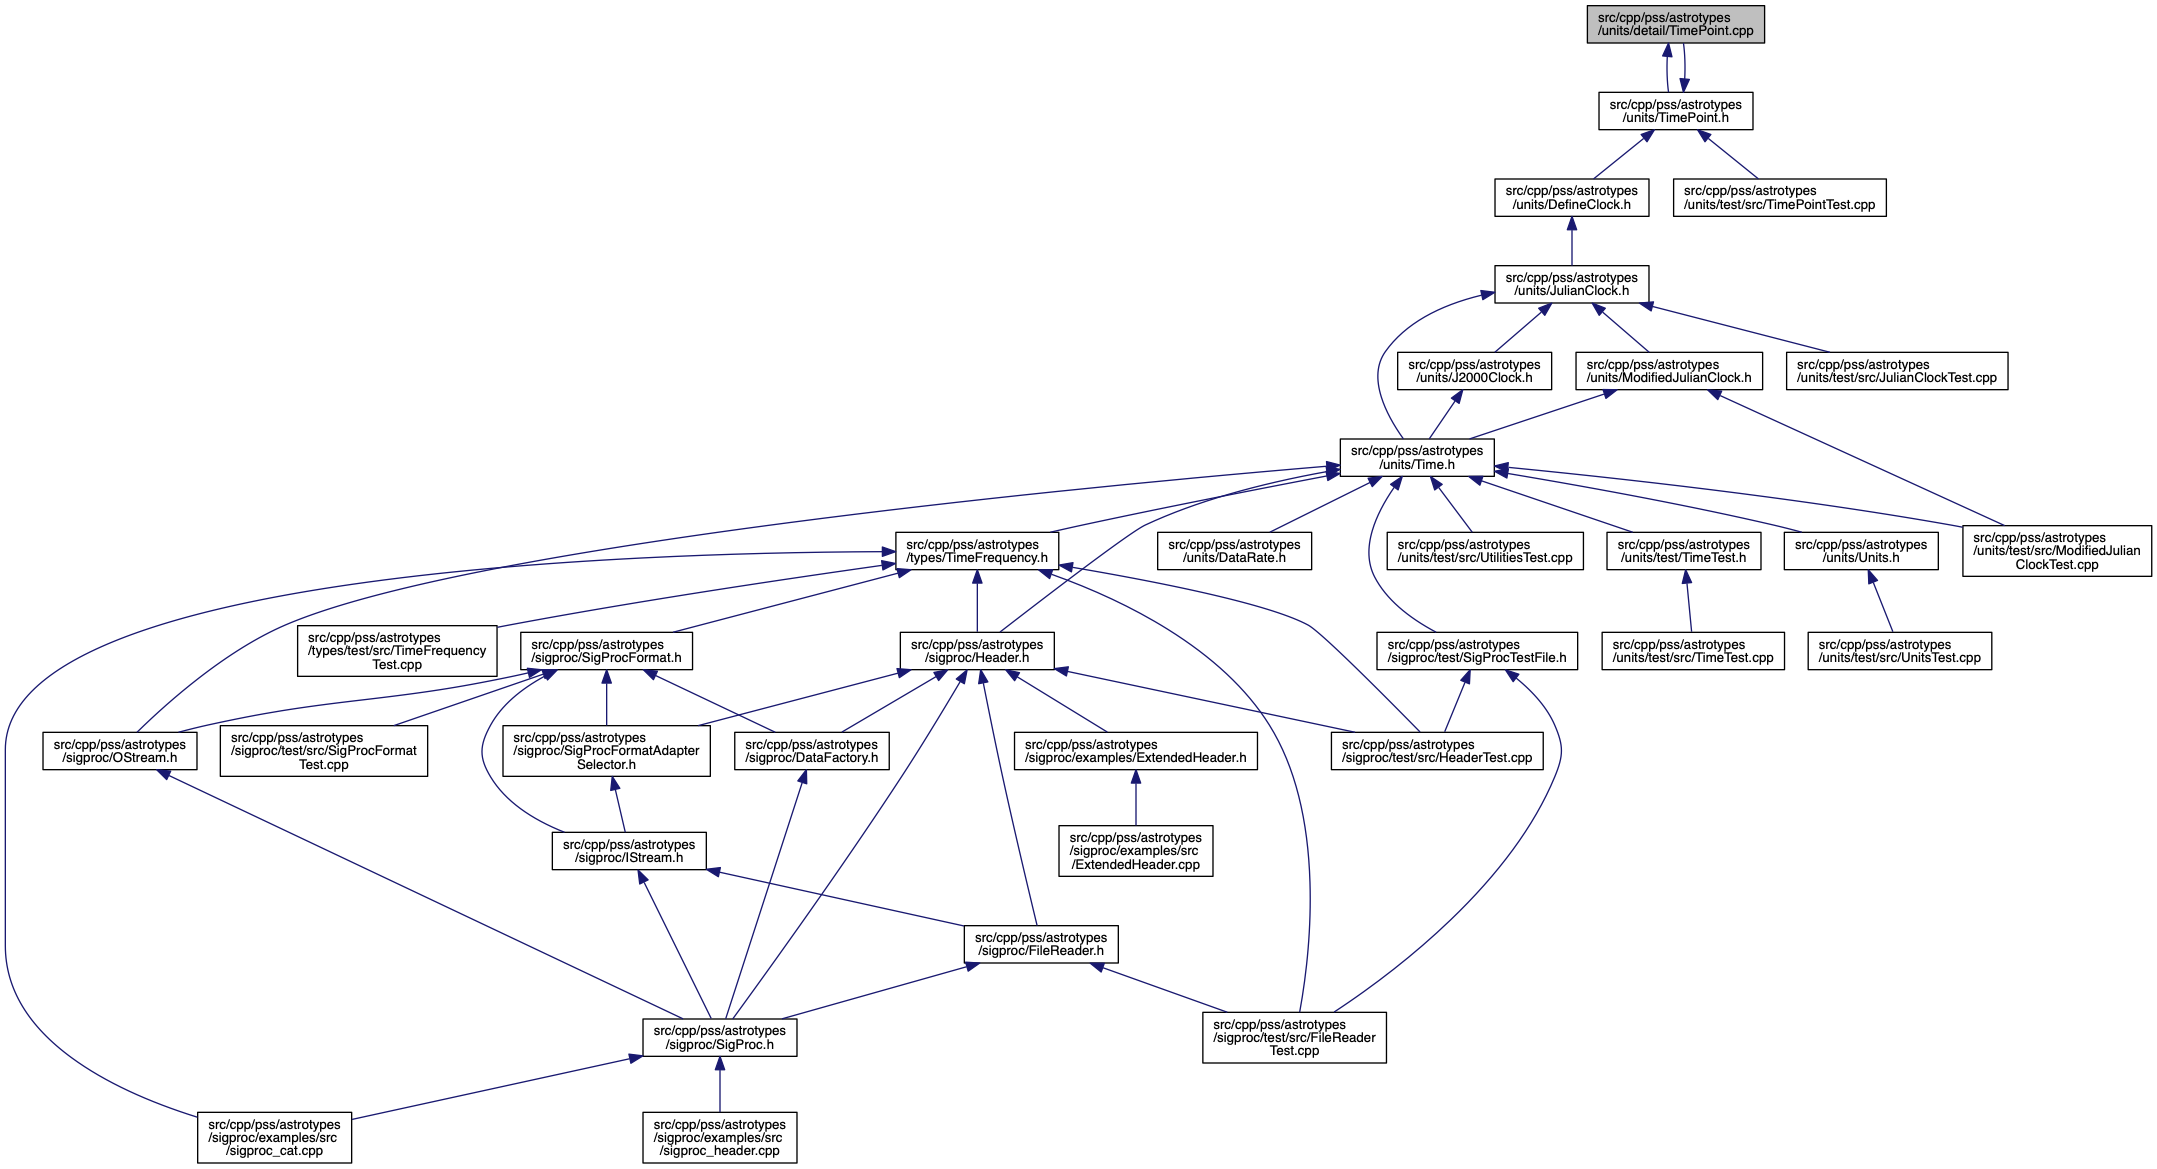 src/cpp/pss/astrotypes
/units/detail/TimePoint.cpp
src/cpp/pss/astrotypes
/units/TimePoint.h
src/cpp/pss/astrotypes
/units/DefineClock.h
src/cpp/pss/astrotypes
/units/test/src/TimePointTest.cpp
src/cpp/pss/astrotypes
/units/JulianClock.h
src/cpp/pss/astrotypes
/units/J2000Clock.h
src/cpp/pss/astrotypes
/units/ModifiedJulianClock.h
src/cpp/pss/astrotypes
/units/test/src/JulianClockTest.cpp
src/cpp/pss/astrotypes
/units/Time.h
src/cpp/pss/astrotypes
/types/TimeFrequency.h
src/cpp/pss/astrotypes
/units/DataRate.h
src/cpp/pss/astrotypes
/units/test/src/UtilitiesTest.cpp
src/cpp/pss/astrotypes
/units/test/TimeTest.h
src/cpp/pss/astrotypes
/units/Units.h
src/cpp/pss/astrotypes
/units/test/src/ModifiedJulian
ClockTest.cpp
src/cpp/pss/astrotypes
/types/test/src/TimeFrequency
Test.cpp
src/cpp/pss/astrotypes
/sigproc/SigProcFormat.h
src/cpp/pss/astrotypes
/sigproc/Header.h
src/cpp/pss/astrotypes
/sigproc/test/SigProcTestFile.h
src/cpp/pss/astrotypes
/units/test/src/TimeTest.cpp
src/cpp/pss/astrotypes
/units/test/src/UnitsTest.cpp
src/cpp/pss/astrotypes
/sigproc/OStream.h
src/cpp/pss/astrotypes
/sigproc/test/src/SigProcFormat
Test.cpp
src/cpp/pss/astrotypes
/sigproc/SigProcFormatAdapter
Selector.h
src/cpp/pss/astrotypes
/sigproc/DataFactory.h
src/cpp/pss/astrotypes
/sigproc/examples/ExtendedHeader.h
src/cpp/pss/astrotypes
/sigproc/test/src/HeaderTest.cpp
src/cpp/pss/astrotypes
/sigproc/IStream.h
src/cpp/pss/astrotypes
/sigproc/examples/src
/ExtendedHeader.cpp
src/cpp/pss/astrotypes
/sigproc/FileReader.h
src/cpp/pss/astrotypes
/sigproc/SigProc.h
src/cpp/pss/astrotypes
/sigproc/test/src/FileReader
Test.cpp
src/cpp/pss/astrotypes
/sigproc/examples/src
/sigproc_cat.cpp
src/cpp/pss/astrotypes
/sigproc/examples/src
/sigproc_header.cpp